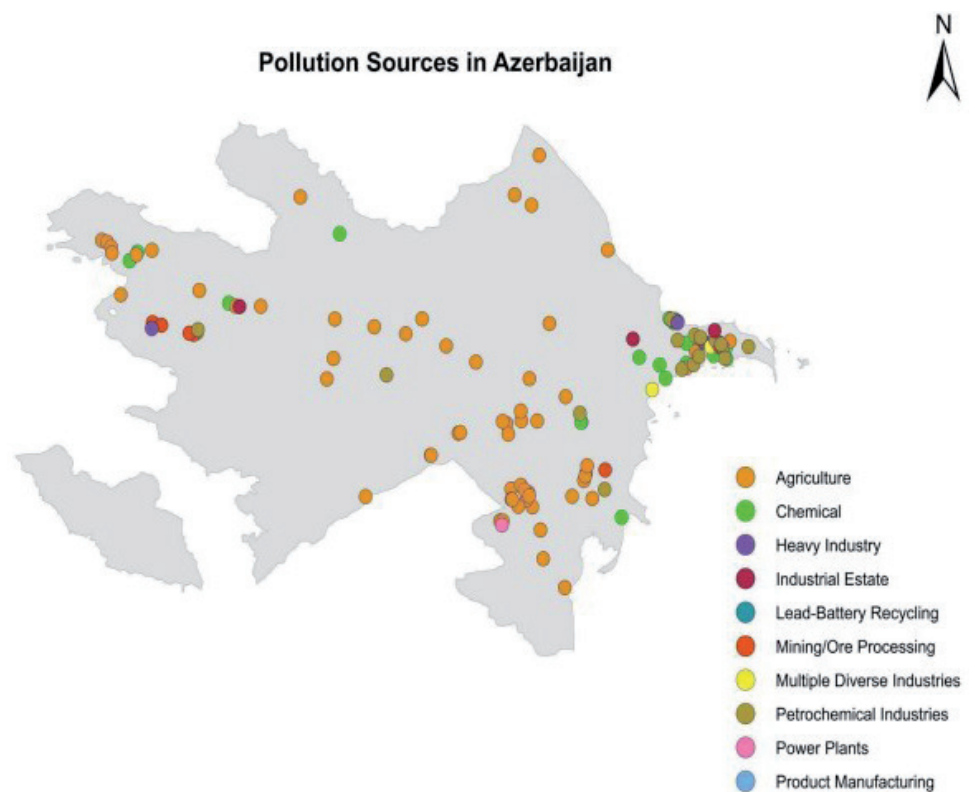 N
Pollution Sources in Azerbaijan
Agriculture
Chemical
Heavy Industry
Industrial Estate
Lead-Battery Recycling
Mining/Ore Processing
Multiple Diverse Industries
Petrochemical Industries
Power Plants
Product Manufacturing